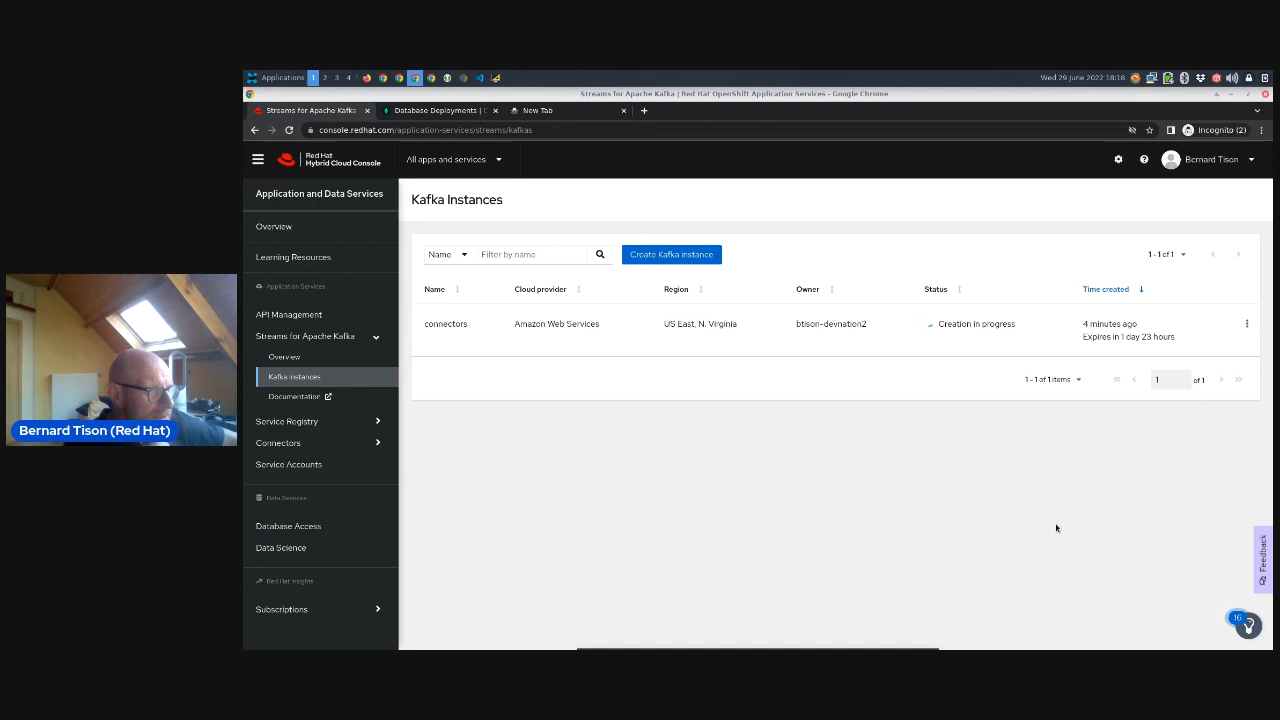 Applications 1 2 3 4
Wed 29 June 2022 18:18
Streams for Apache Kafka | Red Hat OpenShift Application Services - Google Chrome
Streams for Apache Kafka
Database Deployments | C
New Tab
console.redhat.com/application-services/streams/kafkas
Incognito (2)
Red Hat
Hybrid Cloud Console
All apps and services
Bernard Tison
Application and Data Services
Overview
Learning Resources
Application Services
API Management
Streams for Apache Kafka
Overview
Kafka Instances
Documentation
Service Registry
Connectors
Service Accounts
Data Services
Database Access
Data Science
Red Hat Insights
Subscriptions
Kafka Instances
Name
Filter by name
Create Kafka instance
1 - 1 of 1
Name Cloud provider Region Owner Status Time created
connectors Amazon Web Services US East, N. Virginia btison-devnation2 Creation in progress 4 minutes ago
Expires in 1 day 23 hours
1 - 1 of 1 items
1 of 1
Feedback
16
Bernard Tison (Red Hat)